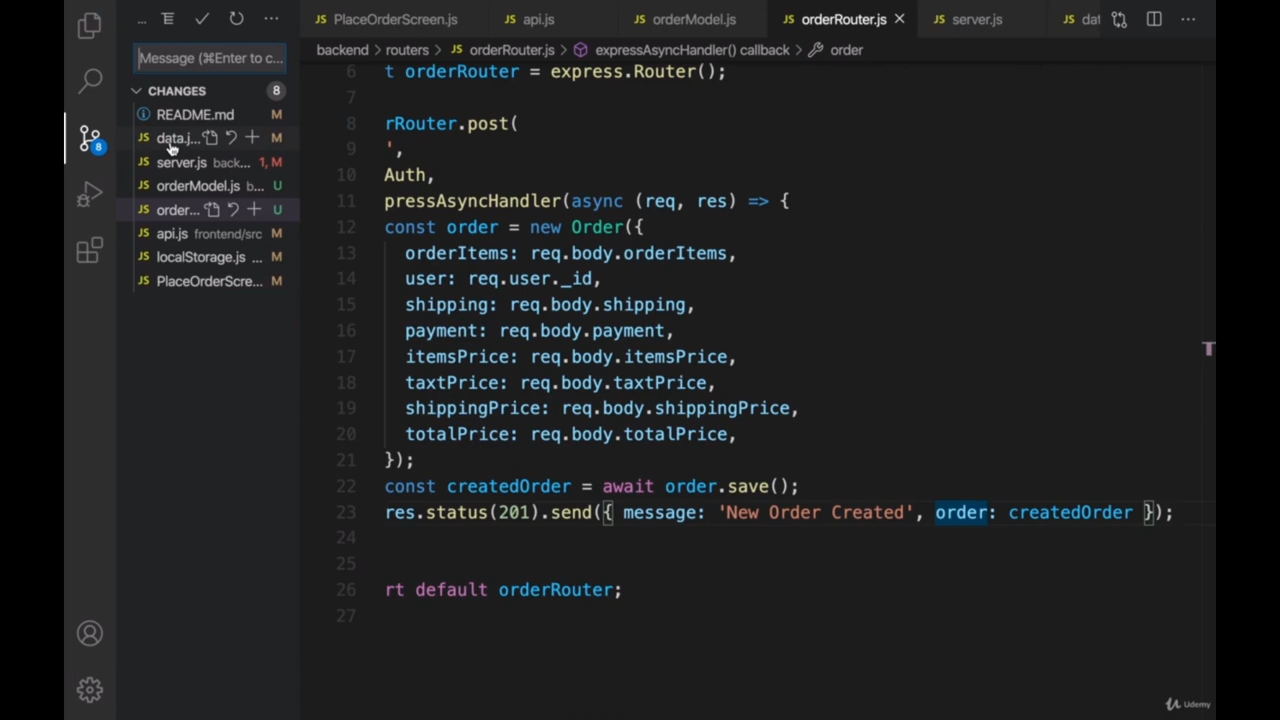 ... ...
PlaceOrderScreen.js api.js orderModel.js orderRouter.js server.js dat
Message (⌘Enter to c...
backend > routers > orderRouter.js > expressAsyncHandler() callback > order
CHANGES 8
README.md M
data.j... M
server.js back... 1, M
orderModel.js b... U
order... U
api.js frontend/src M
localStorage.js ... M
PlaceOrderScre... M
8
6 t orderRouter = express.Router();
7
8 rRouter.post(
9 ',
10 Auth,
11 pressAsyncHandler(async (req, res) => {
12 const order = new Order({
13 orderItems: req.body.orderItems,
14 user: req.user._id,
15 shipping: req.body.shipping,
16 payment: req.body.payment,
17 itemsPrice: req.body.itemsPrice,
18 taxtPrice: req.body.taxtPrice,
19 shippingPrice: req.body.shippingPrice,
20 totalPrice: req.body.totalPrice,
21 });
22 const createdOrder = await order.save();
23 res.status(201).send({ message: 'New Order Created', order: createdOrder });
24
25
26 rt default orderRouter;
27
Udemy